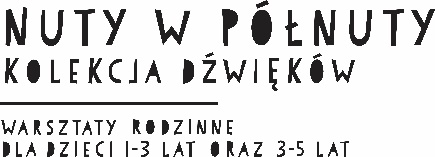 NUTY W PÓŁNUTY
KOLEKCJA DŹWIĘKÓW
WARSZTATY RODZINNE
DLA DZIECI 1-3 LAT ORAZ 3-5 LAT